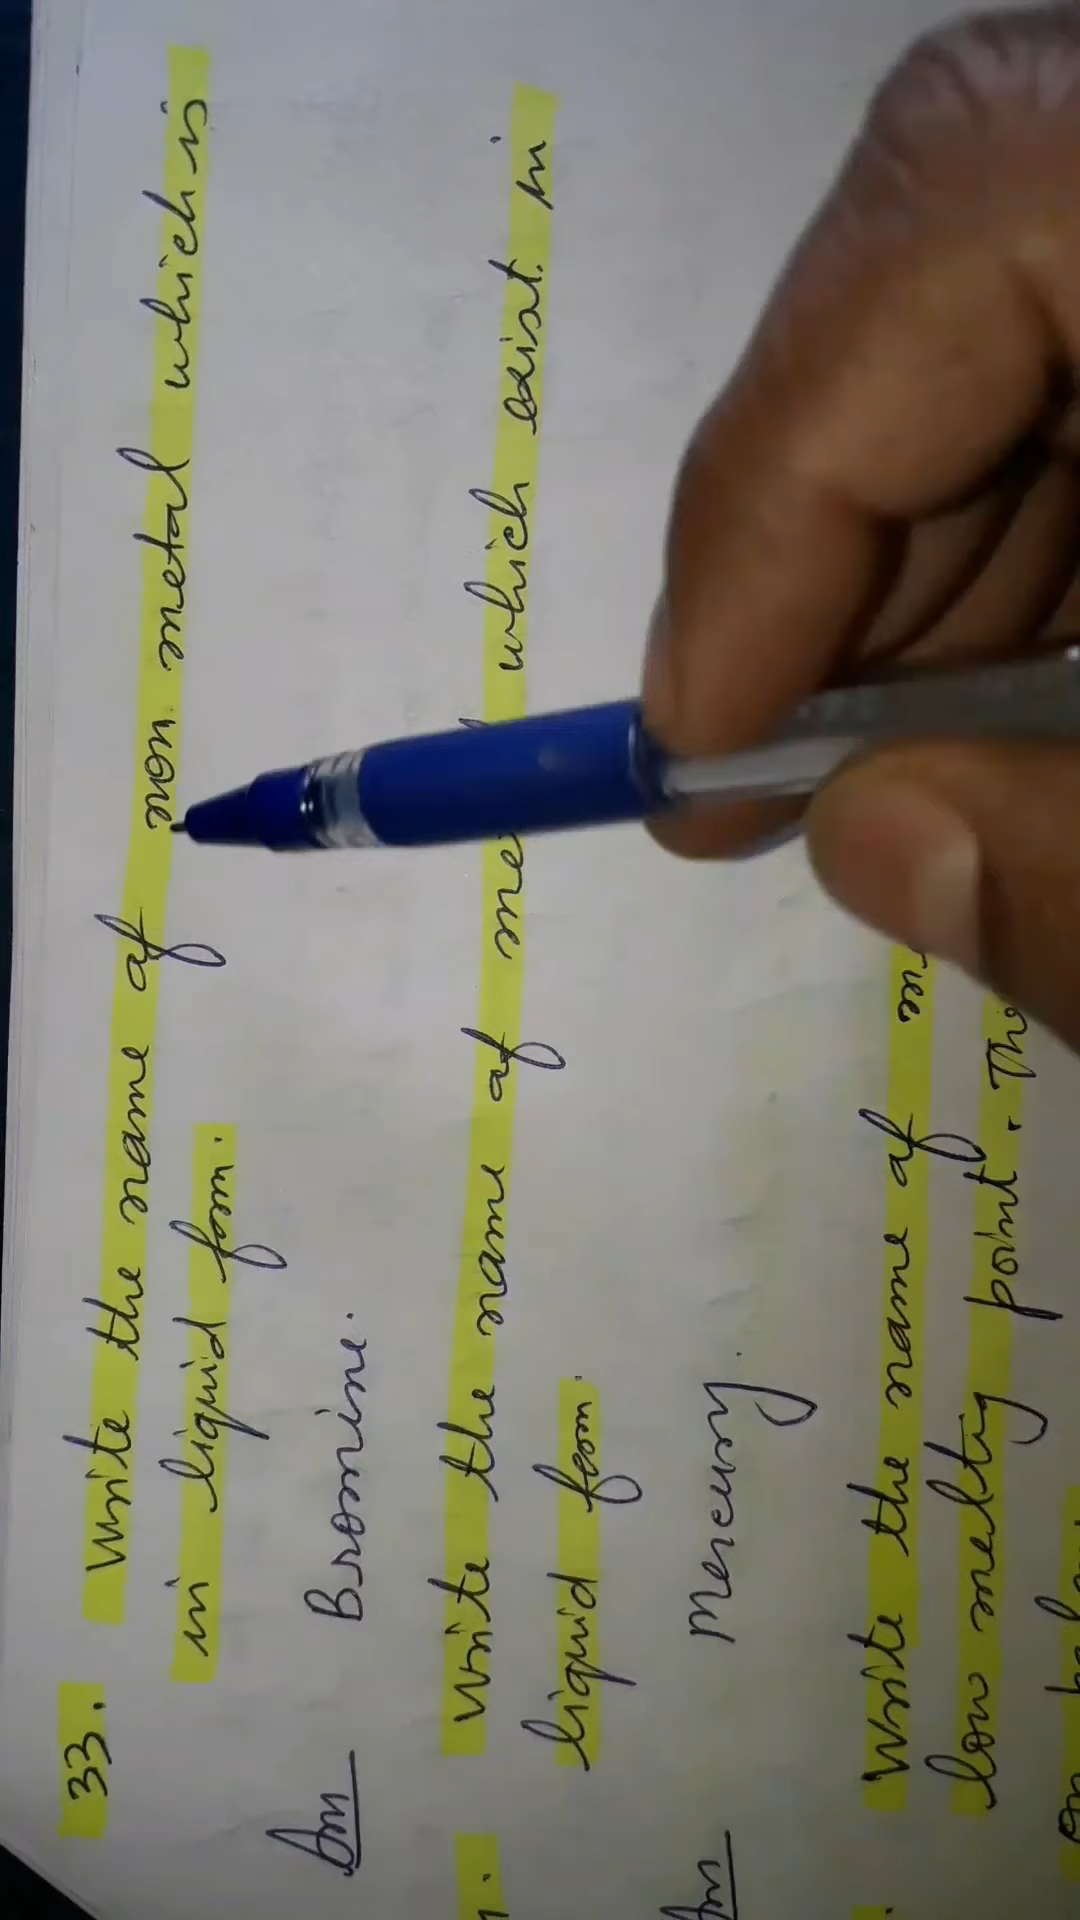 33. Write the name of non metal which is
in liquid form.
Ans Bromine.
Write the name of which exist in
liquid form.
Ans Mercury.
Write the name of
low melting point. The